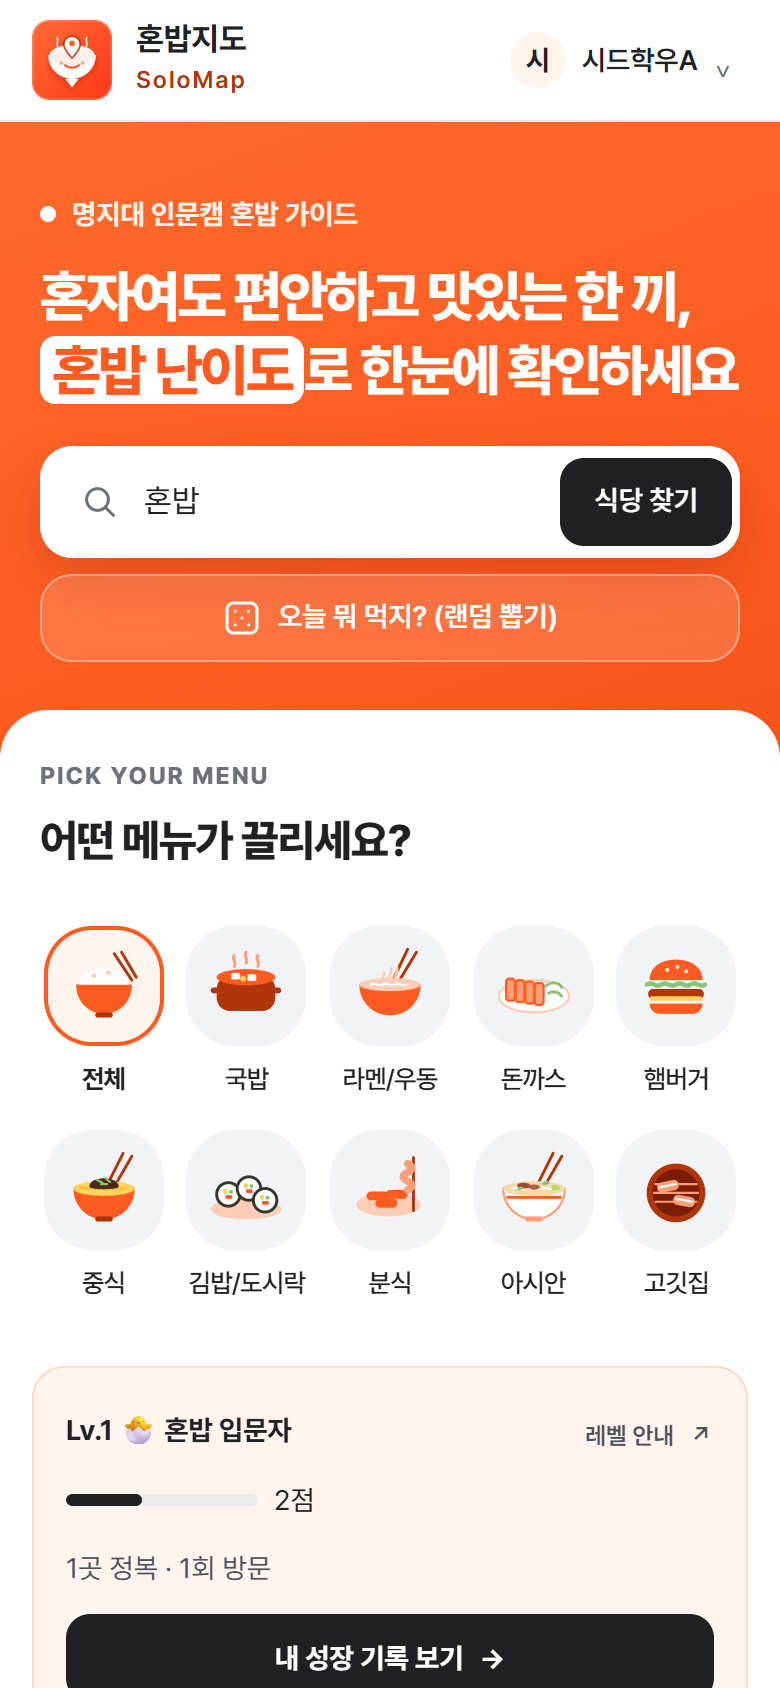 혼밥지도
SoloMap
시 시드학우A
명지대 인문캠 혼밥 가이드
혼자여도 편안하고 맛있는 한 끼,
혼밥 난이도로 한눈에 확인하세요
혼밥
식당 찾기
오늘 뭐 먹지? (랜덤 뽑기)
PICK YOUR MENU
어떤 메뉴가 끌리세요?
전체 국밥 라멘/우동 돈까스 햄버거
중식 김밥/도시락 분식 아시안 고깃집
Lv.1 🐣 혼밥 입문자
레벨 안내 ↗
2점
1곳 정복 · 1회 방문
내 성장 기록 보기 →